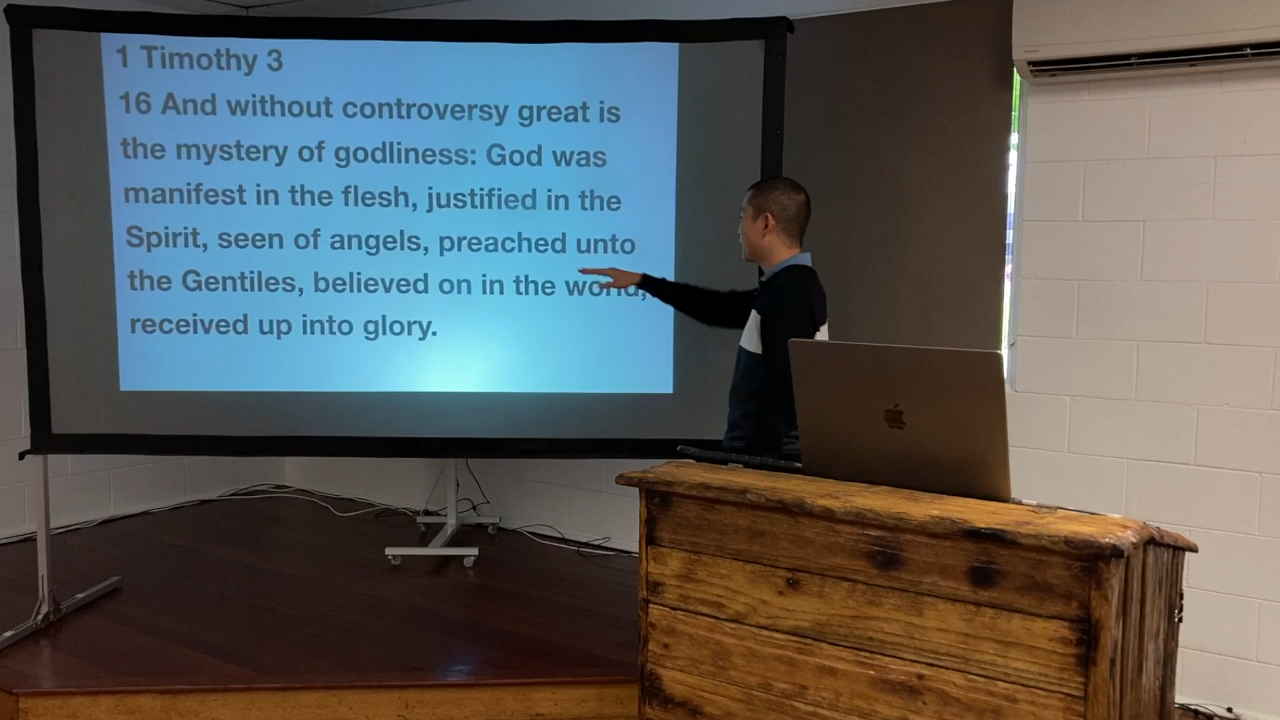 1 Timothy 3
16 And without controversy great is
the mystery of godliness: God was
manifest in the flesh, justified in the
Spirit, seen of angels, preached unto
the Gentiles, believed on in the world,
received up into glory.